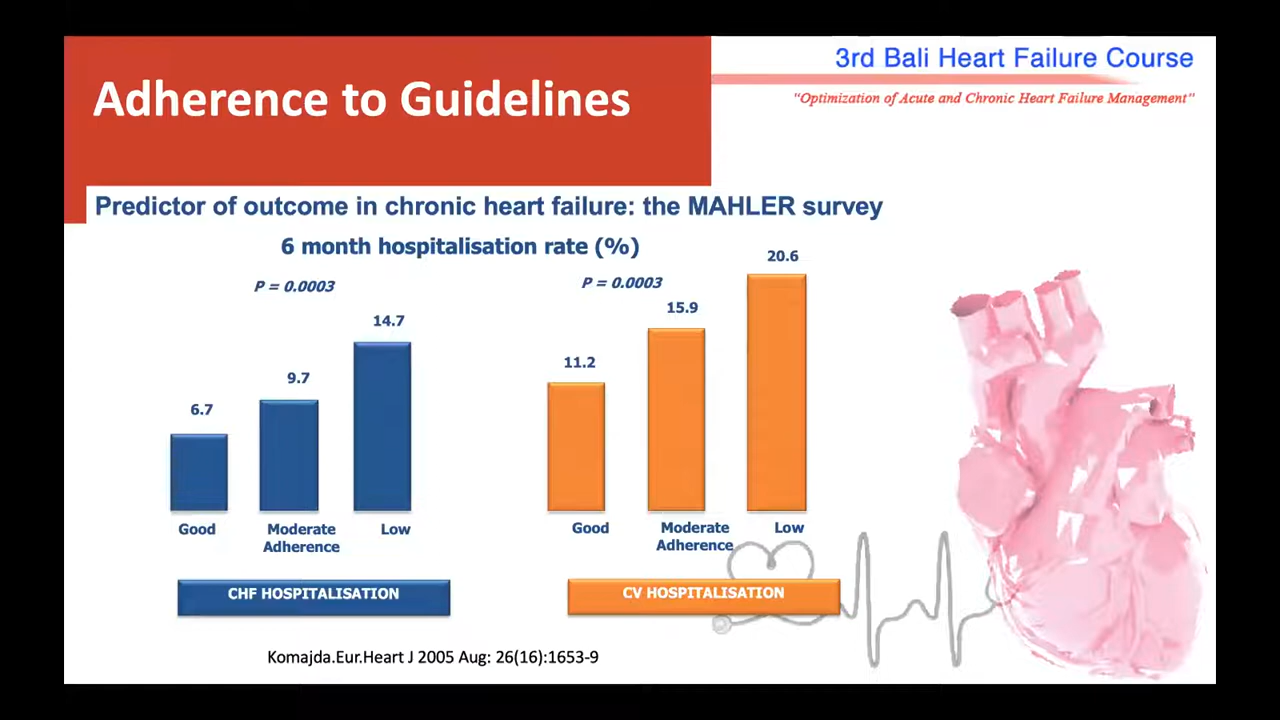 Adherence to Guidelines
3rd Bali Heart Failure Course
“Optimization of Acute and Chronic Heart Failure Management”
Predictor of outcome in chronic heart failure: the MAHLER survey
6 month hospitalisation rate (%)
P = 0.0003
6.7
9.7
14.7
Good
Moderate
Adherence
Low
CHF HOSPITALISATION
P = 0.0003
11.2
15.9
20.6
Good
Moderate
Adherence
Low
CV HOSPITALISATION
Komajda.Eur.Heart J 2005 Aug: 26(16):1653-9